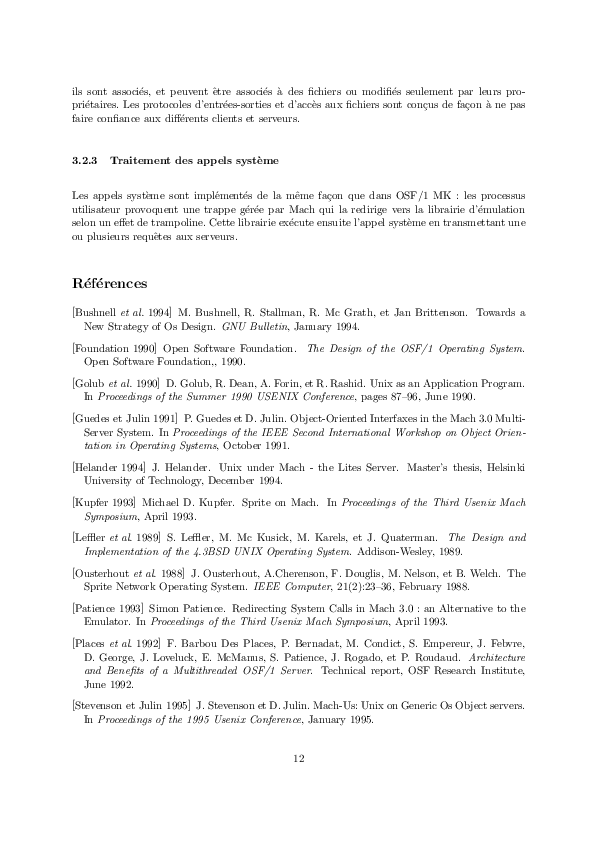 ils sont associés, et peuvent être associés à des fichiers ou modifiés seulement par leurs pro-
priétaires. Les protocoles d'entrées-sorties et d'accès aux fichiers sont conçus de façon à ne pas
faire confiance aux différents clients et serveurs.
3.2.3 Traitement des appels système
Les appels système sont implémentés de la même façon que dans OSF/1 MK : les processus
utilisateur provoquent une trappe gérée par Mach qui la redirige vers la librairie d'émulation
selon un effet de trampoline. Cette librairie exécute ensuite l'appel système en transmettant une
ou plusieurs requêtes aux serveurs.
Références
[Bushnell et al. 1994] M. Bushnell, R. Stallman, R. Mc Grath, et Jan Brittenson. Towards a
New Strategy of Os Design. GNU Bulletin, January 1994.
[Foundation 1990] Open Software Foundation. The Design of the OSF/1 Operating System.
Open Software Foundation,, 1990.
[Golub et al. 1990] D. Golub, R. Dean, A. Forin, et R. Rashid. Unix as an Application Program.
In Proceedings of the Summer 1990 USENIX Conference, pages 87–96, June 1990.
[Guedes et Julin 1991] P. Guedes et D. Julin. Object-Oriented Interfaxes in the Mach 3.0 Multi-
Server System. In Proceedings of the IEEE Second International Workshop on Object Orien-
tation in Operating Systems, October 1991.
[Helander 1994] J. Helander. Unix under Mach - the Lites Server. Master's thesis, Helsinki
University of Technology, December 1994.
[Kupfer 1993] Michael D. Kupfer. Sprite on Mach. In Proceedings of the Third Usenix Mach
Symposium, April 1993.
[Leffler et al. 1989] S. Leffler, M. Mc Kusick, M. Karels, et J. Quaterman. The Design and
Implementation of the 4.3BSD UNIX Operating System. Addison-Wesley, 1989.
[Ousterhout et al. 1988] J. Ousterhout, A.Cherenson, F. Douglis, M. Nelson, et B. Welch. The
Sprite Network Operating System. IEEE Computer, 21(2):23–36, February 1988.
[Patience 1993] Simon Patience. Redirecting System Calls in Mach 3.0 : an Alternative to the
Emulator. In Proceedings of the Third Usenix Mach Symposium, April 1993.
[Places et al. 1992] F. Barbou Des Places, P. Bernadat, M. Condict, S. Empereur, J. Febvre,
D. George, J. Loveluck, E. McManus, S. Patience, J. Rogado, et P. Roudaud. Architecture
and Benefits of a Multithreaded OSF/1 Server. Technical report, OSF Research Institute,
June 1992.
[Stevenson et Julin 1995] J. Stevenson et D. Julin. Mach-Us: Unix on Generic Os Object servers.
In Proceedings of the 1995 Usenix Conference, January 1995.
12